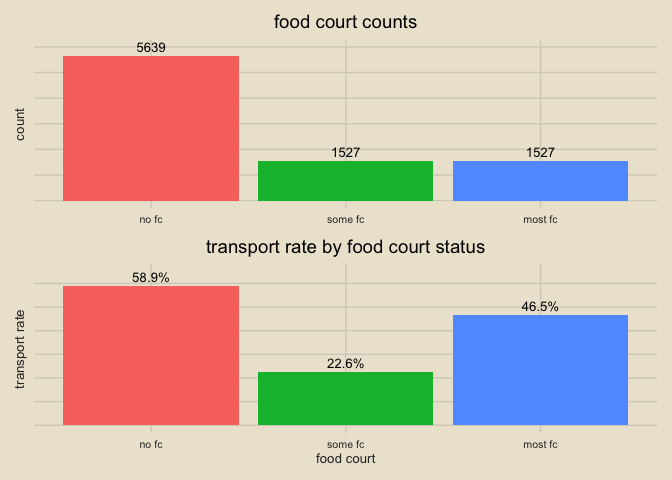 food court counts
5639
1527
1527
count
no fc
some fc
most fc
transport rate by food court status
58.9%
22.6%
46.5%
transport rate
no fc
some fc
most fc
food court